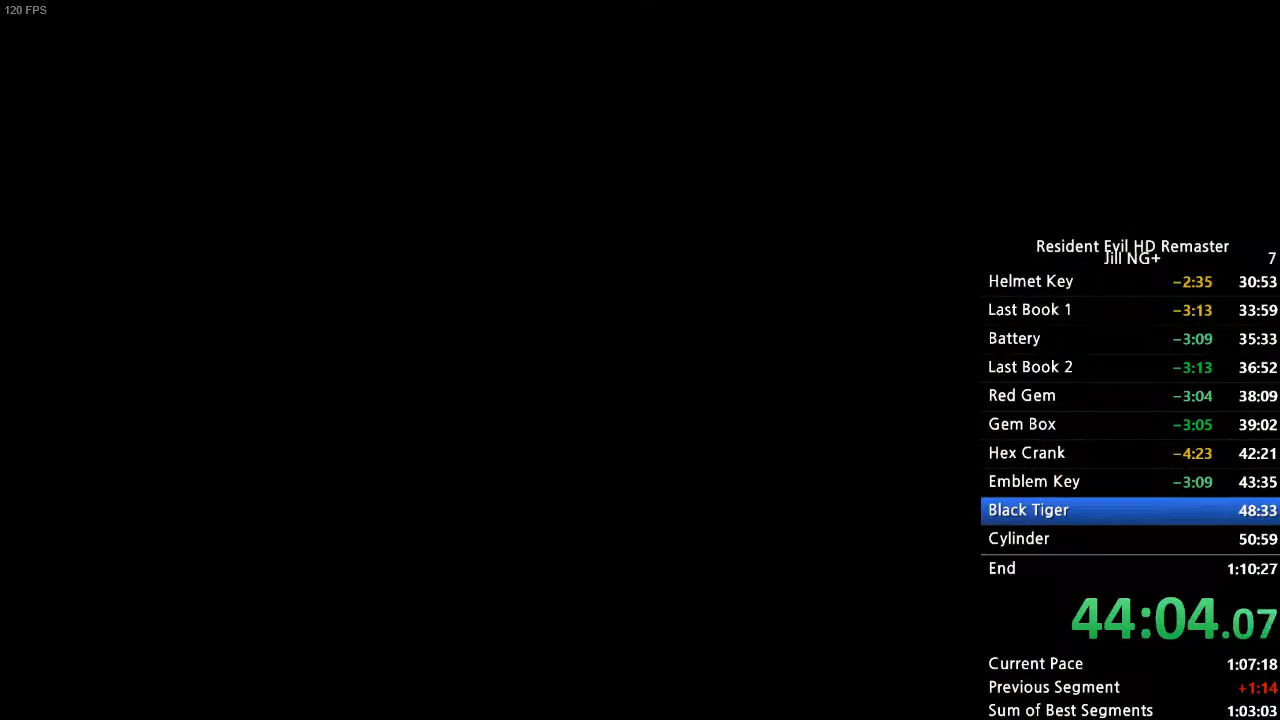 120 FPS
Resident Evil HD Remaster
Jill NG+ 7
Helmet Key -2:35 30:53
Last Book 1 -3:13 33:59
Battery -3:09 35:33
Last Book 2 -3:13 36:52
Red Gem -3:04 38:09
Gem Box -3:05 39:02
Hex Crank -4:23 42:21
Emblem Key -3:09 43:35
Black Tiger 48:33
Cylinder 50:59
End 1:10:27
44:04.07
Current Pace 1:07:18
Previous Segment +1:14
Sum of Best Segments 1:03:03